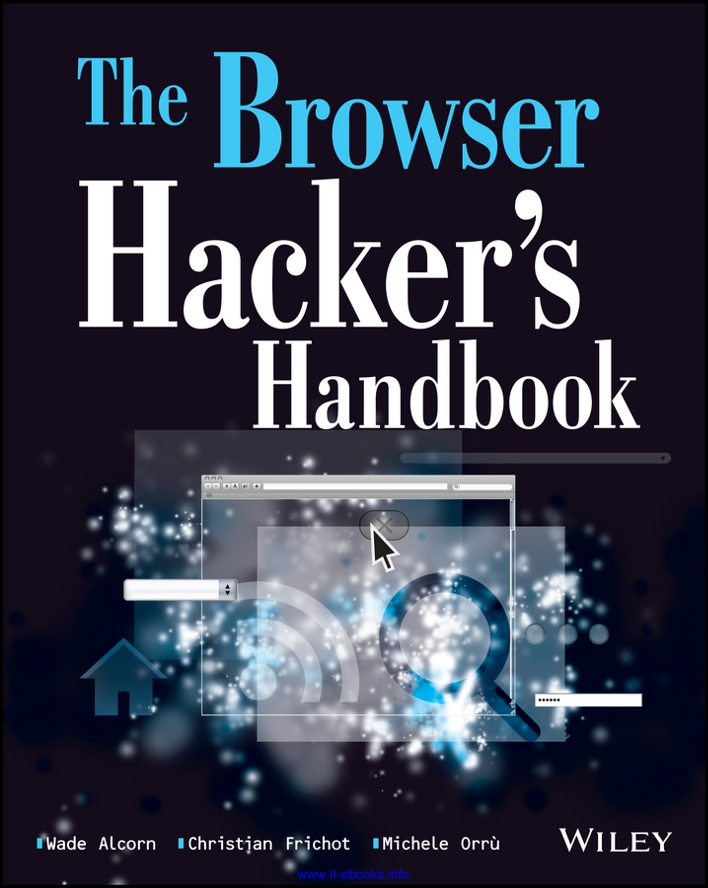 The Browser
Hacker's
Handbook
Wade Alcorn Christian Frichot Michele Orrù
WILEY
www.it-ebooks.info